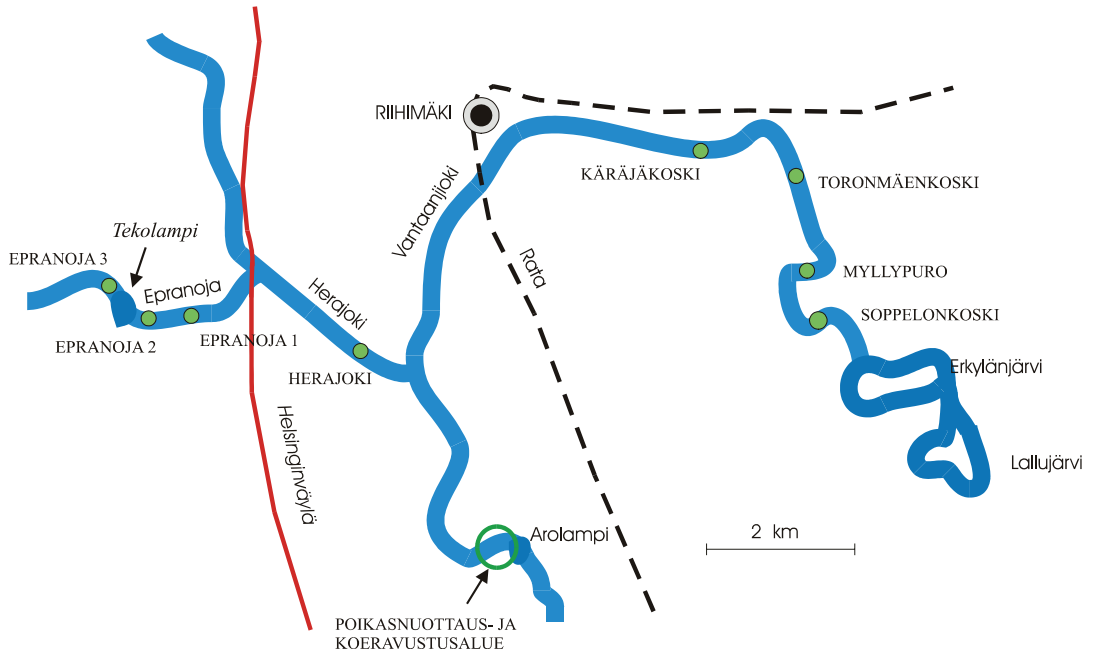 RIIHIMÄKI
KÄRÄJÄKOSKI
TORONMÄENKOSKI
Vantaanjioki
Tekolampi
EPRANOJA 3
Epranoja
Rata
MYLLYPURO
Herajoki
SOPPELONKOSKI
EPRANOJA 2
EPRANOJA 1
HERAJOKI
Erkylänjärvi
Helsinginväylä
Lallujärvi
Arolampi
2 km
POIKASNUOTTAUS- JA
KOERAVUSTUSALUE